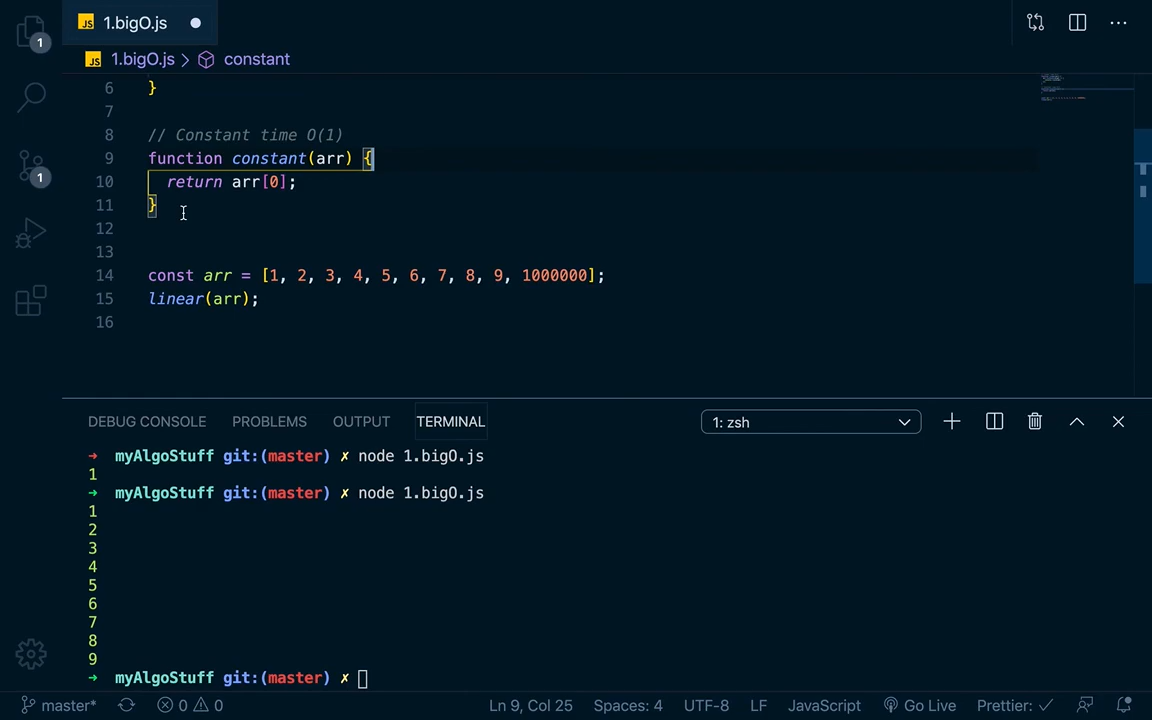 1.bigO.js
1.bigO.js > constant
6 }
7
8 // Constant time O(1)
9 function constant(arr) {
10 return arr[0];
11 }
12
13
14 const arr = [1, 2, 3, 4, 5, 6, 7, 8, 9, 1000000];
15 linear(arr);
16
1
1
DEBUG CONSOLE PROBLEMS OUTPUT TERMINAL 1: zsh
→ myAlgoStuff git:(master) ✗ node 1.bigO.js
1
→ myAlgoStuff git:(master) ✗ node 1.bigO.js
1
2
3
4
5
6
7
8
9
→ myAlgoStuff git:(master) ✗
master* 0 0 Ln 9, Col 25 Spaces: 4 UTF-8 LF JavaScript Go Live Prettier: ✓